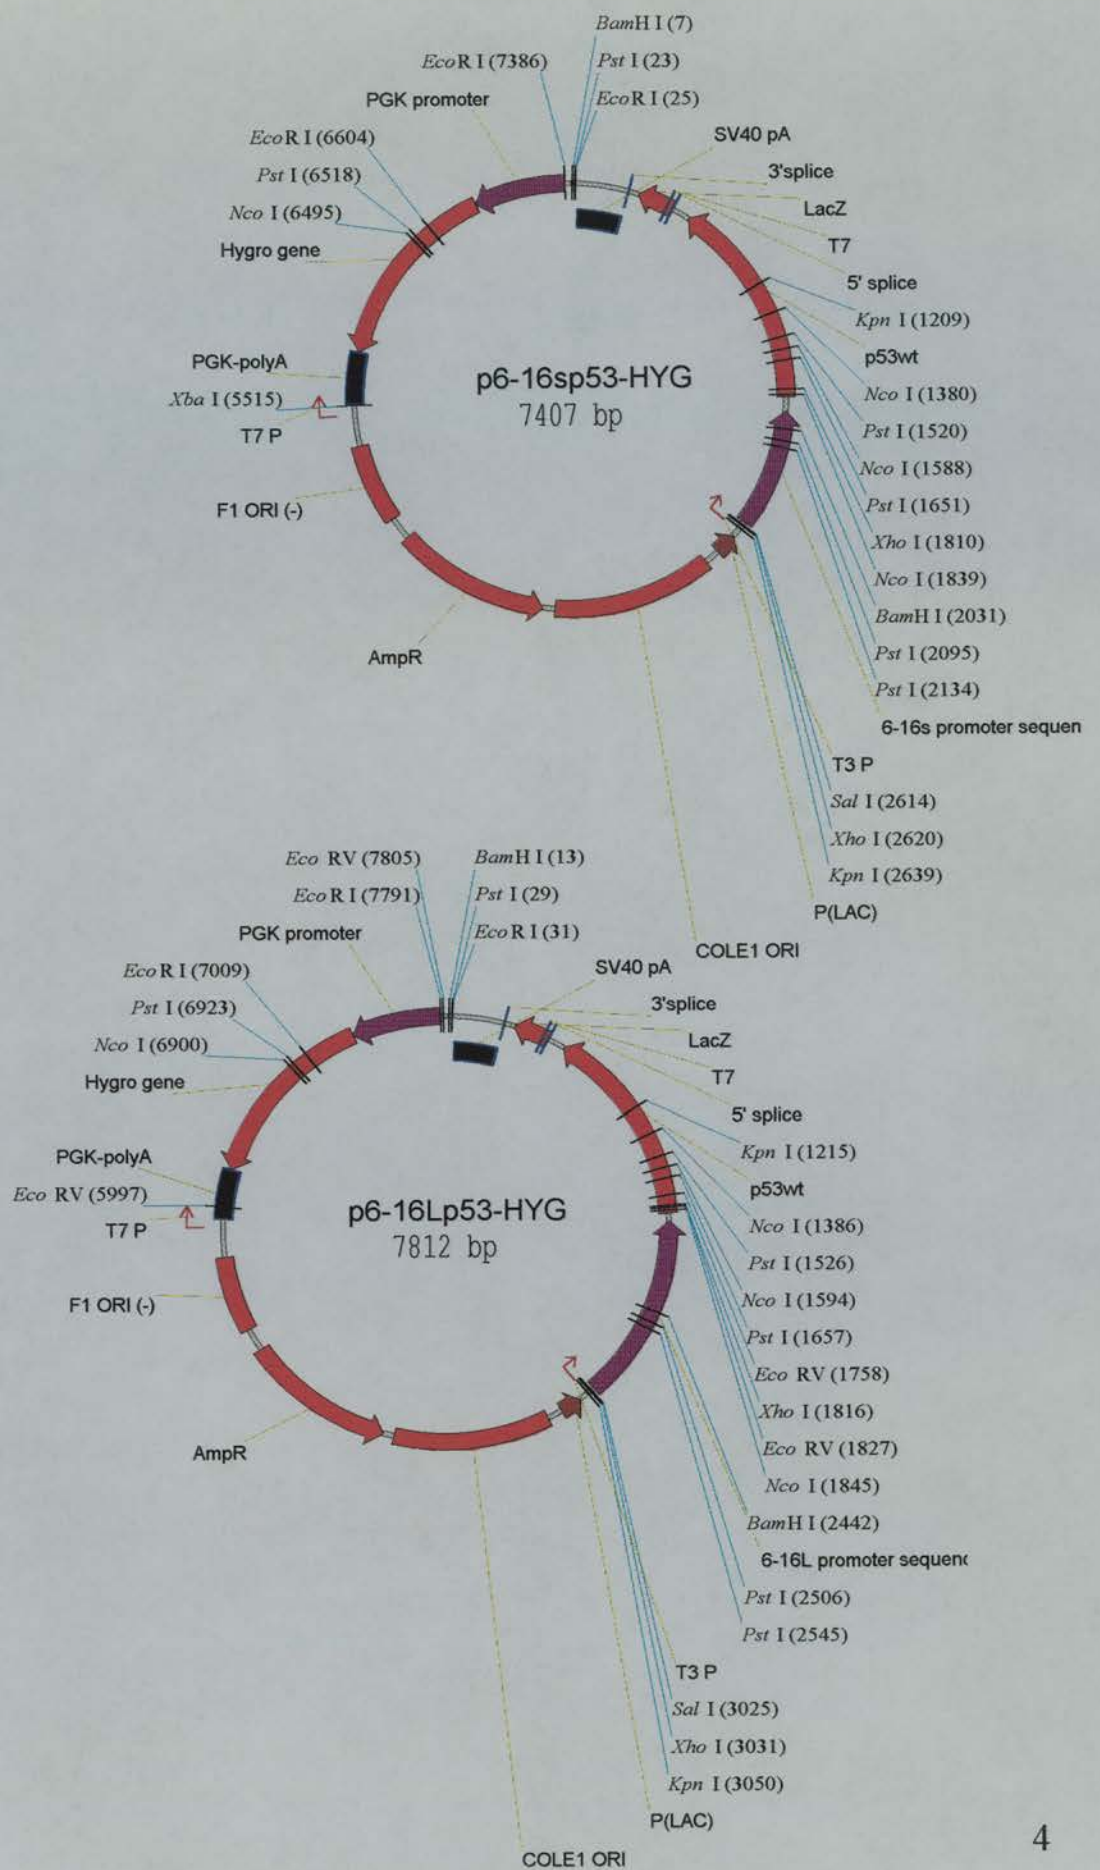 BamH I (7)
EcoR I (7386)
Pst I (23)
PGK promoter
EcoR I (25)
EcoR I (6604)
SV40 pA
Pst I (6518)
3'splice
Nco I (6495)
LacZ
Hygro gene
T7
5' splice
Kpn I (1209)
PGK-polyA
p53wt
p6-16sp53-HYG
Xba I (5515)
Nco I (1380)
7407 bp
T7 P
Pst I (1520)
Nco I (1588)
F1 ORI (-)
Pst I (1651)
Xho I (1810)
Nco I (1839)
BamH I (2031)
AmpR
Pst I (2095)
Pst I (2134)
6-16s promoter sequen
T3 P
Sal I (2614)
Xho I (2620)
Kpn I (2639)
P(LAC)
COLE1 ORI
Eco RV (7805)
BamH I (13)
EcoR I (7791)
Pst I (29)
PGK promoter
EcoR I (31)
SV40 pA
EcoR I (7009)
3'splice
Pst I (6923)
LacZ
Nco I (6900)
T7
Hygro gene
5' splice
Kpn I (1215)
PGK-polyA
p53wt
Eco RV (5997)
p6-16Lp53-HYG
Nco I (1386)
T7 P
7812 bp
Pst I (1526)
F1 ORI (-)
Nco I (1594)
Pst I (1657)
Eco RV (1758)
Xho I (1816)
Eco RV (1827)
AmpR
Nco I (1845)
BamH I (2442)
6-16L promoter sequenc
Pst I (2506)
Pst I (2545)
T3 P
Sal I (3025)
Xho I (3031)
Kpn I (3050)
P(LAC)
COLE1 ORI
4